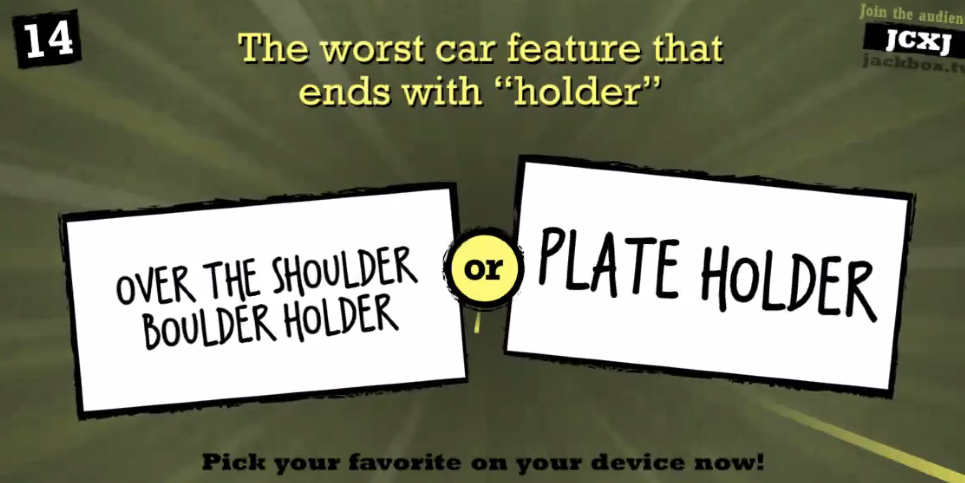 14
The worst car feature that
ends with “holder”
Join the audien
JCXJ
jackbox.tv
OVER THE SHOULDER
BOULDER HOLDER
or
PLATE HOLDER
Pick your favorite on your device now!